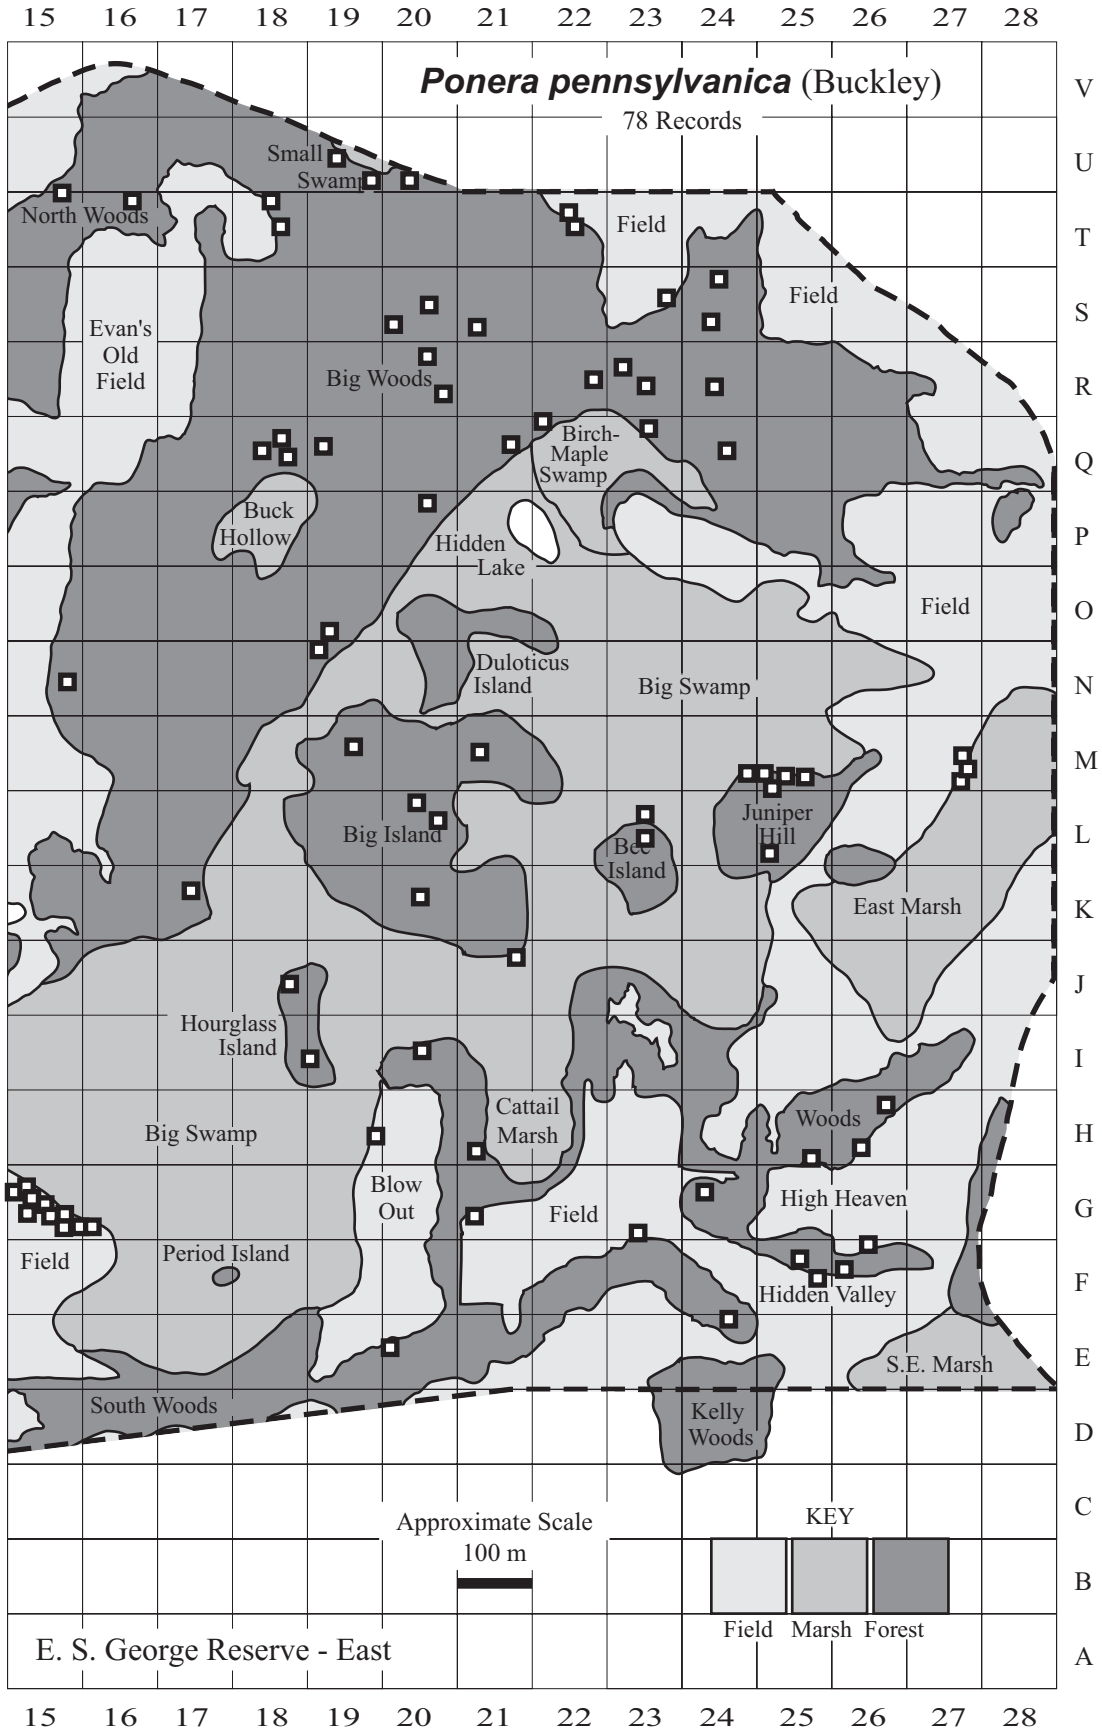 15 16 17 18 19 20 21 22 23 24 25 26 27 28
Ponera pennsylvanica (Buckley)
V
78 Records
Small
Swamp
U
North Woods
Field
T
Evan's
Old
Field
Field
S
Big Woods
R
Birch-
Maple
Swamp
Q
Buck
Hollow
Hidden
Lake
P
Field
O
Duloticus
Island
Big Swamp
N
M
Big Island
Juniper
Hill
L
Bee
Island
East Marsh
K
J
Hourglass
Island
I
Big Swamp
Cattail
Marsh
Woods
H
Blow
Out
Field
High Heaven
G
Field
Period Island
Hidden Valley
F
S.E. Marsh
E
South Woods
Kelly
Woods
D
Approximate Scale
100 m
KEY
C
B
Field Marsh Forest
E. S. George Reserve - East
A
15 16 17 18 19 20 21 22 23 24 25 26 27 28